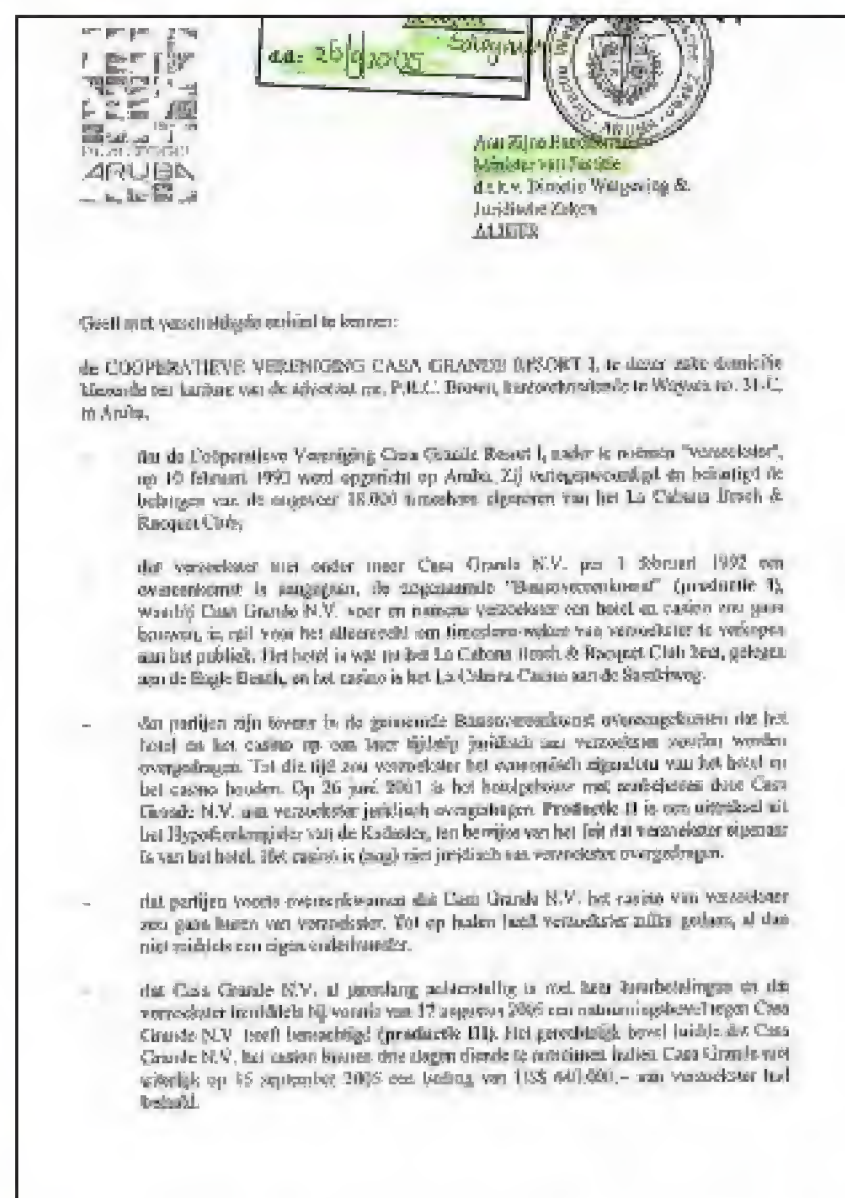 d.d: 26/9/2005
ARUBA
ARUBA
Aan Zijne
Minister van Justitie
d.t.v. Directie Wetgeving &
Juridische Zaken
ALHIER
Geeft met verschuldigde eerbied te kennen:
de COÖPERATIEVE VERENIGING CASA GRANDE RESORT I, te dezer zake domicilie
kiezende ten kantore van de advocaat mr. P.R.C. Brown, kantoorhoudende te Wayaca no. 31-C,
in Aruba,
- dat de Coöperatieve Vereniging Casa Grande Resort I, nader te noemen "verzoekster",
op 10 februari 1992 werd opgericht op Aruba. Zij vertegenwoordigd en behartigd de
belangen van de ongeveer 18.000 timeshare eigenaren van het La Cabana Beach &
Racquet Club;
- dat verzoekster met onder meer Casa Grande N.V. per 1 februari 1992 een
overeenkomst is aangegaan, de zogenaamde "Basisovereenkomst" (productie I),
waarbij Casa Grande N.V. voor en namens verzoekster een hotel en casino zou gaan
bouwen, in ruil voor het alleenrecht om timeshare-weken van verzoekster te verkopen
aan het publiek. Het hotel is wat nu het La Cabana Beach & Racquet Club heet, gelegen
aan de Eagle Beach, en het casino is het La Cabana Casino aan de Sasakiweg.
- dat partijen zijn tevens in de genoemde Basisovereenkomst overeengekomen dat het
hotel en het casino op een later tijdstip juridisch aan verzoekster zouden worden
overgedragen. Tot die tijd zou verzoekster het economisch eigendom van het hotel en
het casino houden. Op 26 juni 2001 is het hotelgebouw met toebehoren door Casa
Grande N.V. aan verzoekster juridisch overgedragen. Productie II is een uittreksel uit
het Hypotheekregister van de Kadaster, ten bewijze van het feit dat verzoekster eigenaar
is van het hotel. Het casino is (nog) niet juridisch aan verzoekster overgedragen.
- dat partijen voorts overeenkwamen dat Casa Grande N.V. het casino van verzoekster
zou gaan huren van verzoekster. Tot op heden heeft verzoekster zulks gedaan, al dan
niet middels een eigen onderhuurder.
- dat Casa Grande N.V. al jarenlang achterstallig is met haar huurbetalingen en dat
verzoekster inmiddels bij vonnis van 17 augustus 2005 een ontruimingsbevel tegen Casa
Grande N.V. heeft bemachtigd (productie III). Het gerechtelijk bevel luidde dat Casa
Grande N.V. het casino binnen drie dagen diende te ontruimen indien Casa Grande niet
uiterlijk op 15 september 2005 een bedrag van US$ 640.000,- aan verzoekster had
betaald.